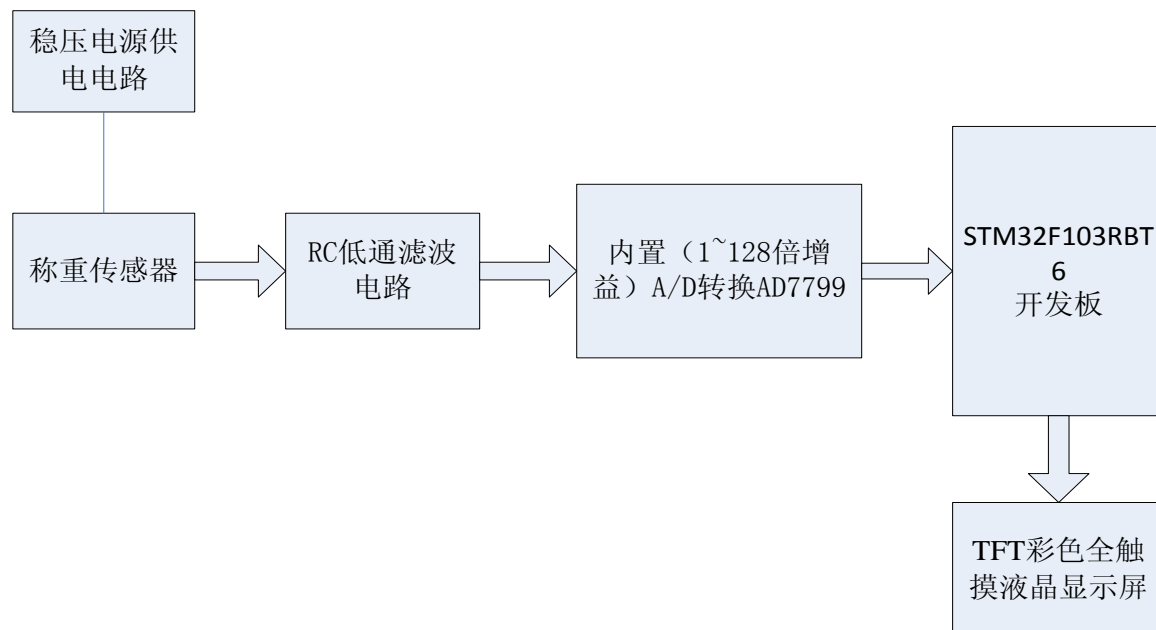 稳压电源供
电电路
称重传感器
RC低通滤波
电路
内置（1~128倍增
益）A/D转换AD7799
STM32F103RBT
6
开发板
TFT彩色全触
摸液晶显示屏